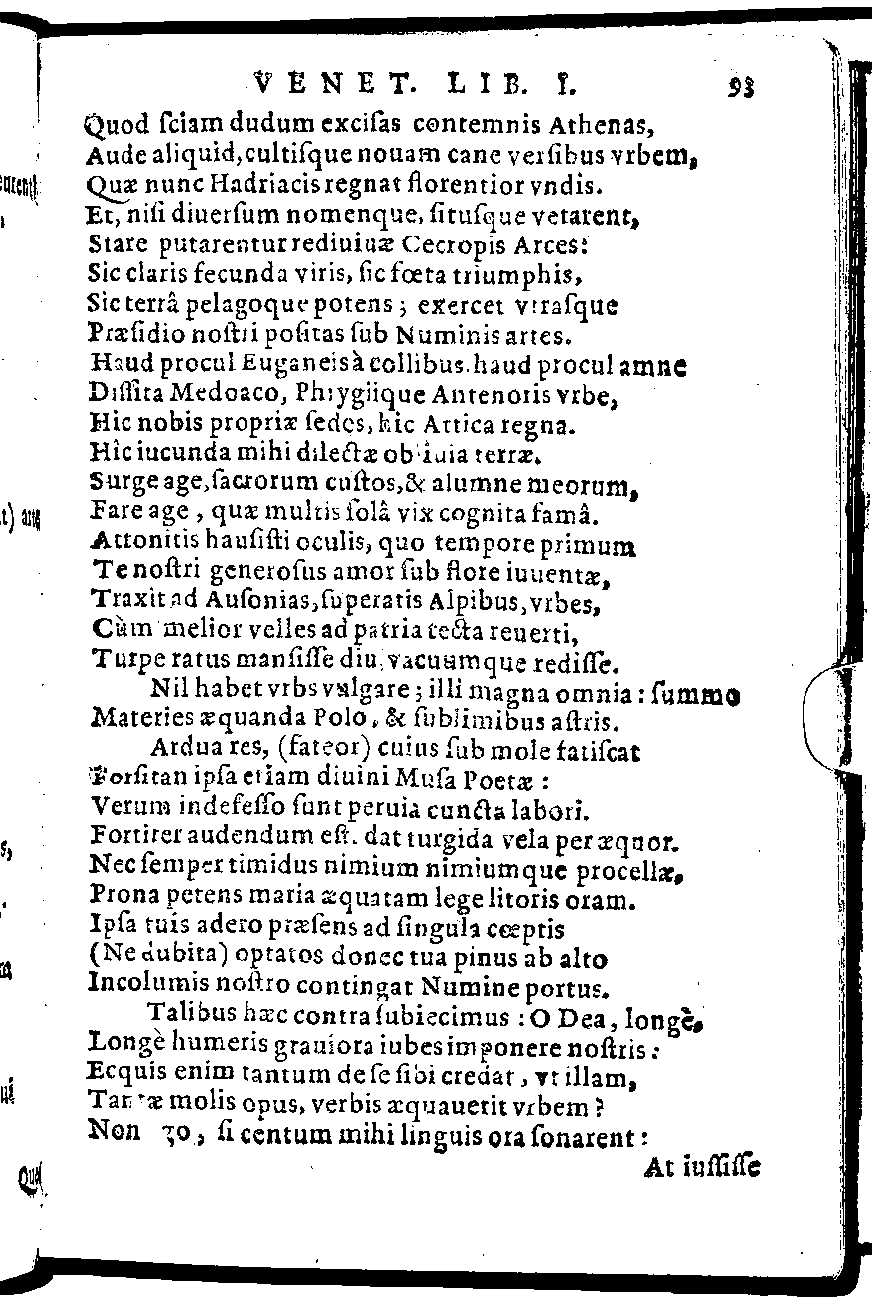 VENET. LIB. I. 93
Quod ſciam dudum exciſas contemnis Athenas,
Aude aliquid, cultiſque nouam cane verſibus vrbem,
Quæ nunc Hadriacis regnat florentior vndis.
Et, niſi diuerſum nomenque, ſituſque vetarent,
Stare putarentur rediuiuæ Cecropis Arces:
Sic claris fecunda viris, ſic fœta triumphis,
Sic terrâ pelagoque potens; exercet vtraſque
Præſidio noſtri poſitas ſub Numinis artes.
Haud procul Euganeis à collibus. haud procul amne
Diſſita Medoaco, Phrygiique Antenoris vrbe,
Hic nobis propriæ ſedes, hic Attica regna.
Hîc iucunda mihi dilectæ obliuia terræ.
Surge age, ſacrorum cuſtos, & alumne meorum,
Fare age, quæ multis ſolâ vix cognita famâ.
Attonitis hauſiſti oculis, quo tempore primum
Te noſtri generoſus amor ſub flore iuuentæ,
Traxit ad Auſonias, ſuperatis Alpibus, vrbes,
Cùm melior velles ad patria tecta reuerti,
Turpe ratus manſiſſe diu, vacuumque rediſſe.
Nil habet vrbs vulgare; illi magna omnia: ſummo
Materies æquanda Polo, & ſublimibus aſtris.
Ardua res, (fateor) cuius ſub mole fatiſcat
Forſitan ipſa etiam diuini Muſa Poetæ:
Verum indefeſſo ſunt peruia cuncta labori.
Fortiter audendum eſt. dat turgida vela per æquor.
Nec ſemper timidus nimium nimiumque procellæ,
Prona petens maria æquatam lege litoris oram.
Ipſa tuis adero præſens ad ſingula cœptis
(Ne dubita) optatos donec tua pinus ab alto
Incolumis noſtro contingat Numine portus.
Talibus hæc contra ſubiecimus: O Dea, longè,
Longè humeris grauiora iubes imponere noſtris:
Ecquis enim tantum de ſe ſibi credat, vt illam,
Tantæ molis opus, verbis æquauerit vrbem?
Non ſi centum mihi linguis ora ſonarent:
At iuſſiſſe